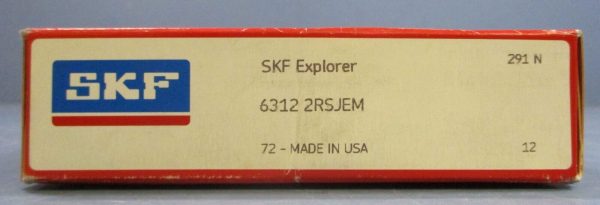 SKF
SKF Explorer
291 N
6312 2RSJEM
72 - MADE IN USA
12